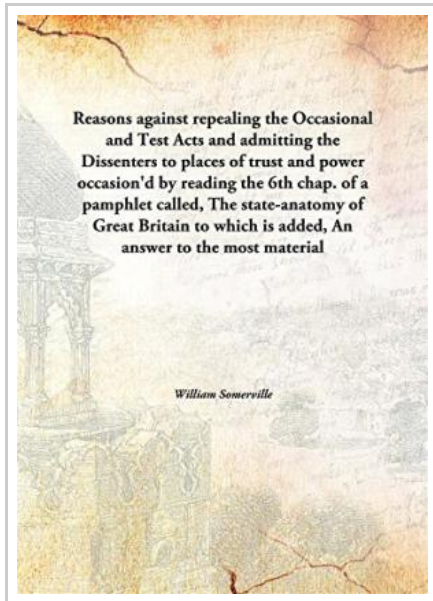 Reasons against repealing the Occasional
and Test Acts and admitting the
Dissenters to places of trust and power
occasion'd by reading the 6th chap. of a
pamphlet called, The state-anatomy of
Great Britain to which is added, An
answer to the most material
William Somerville